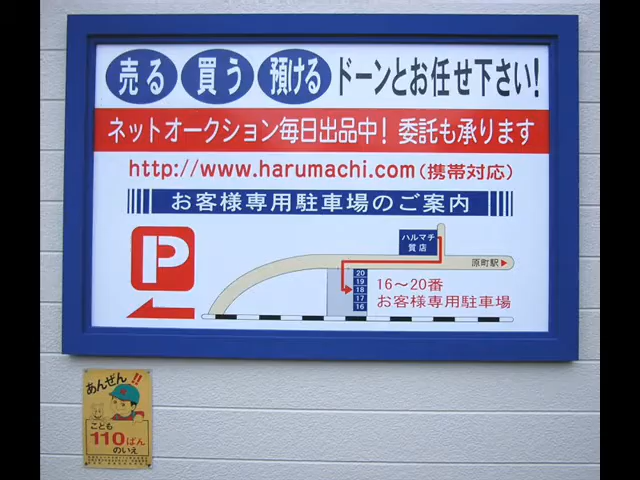 売る 買う 預ける ドーンとお任せ下さい!
ネットオークション毎日出品中! 委託も承ります
http://www.harumachi.com(携帯対応)
お客様専用駐車場のご案内
P
ハルマチ
質店
原町駅
20
19
18
17
16
16〜20番
お客様専用駐車場
あんぜん!!
こども
110ばん
のいえ